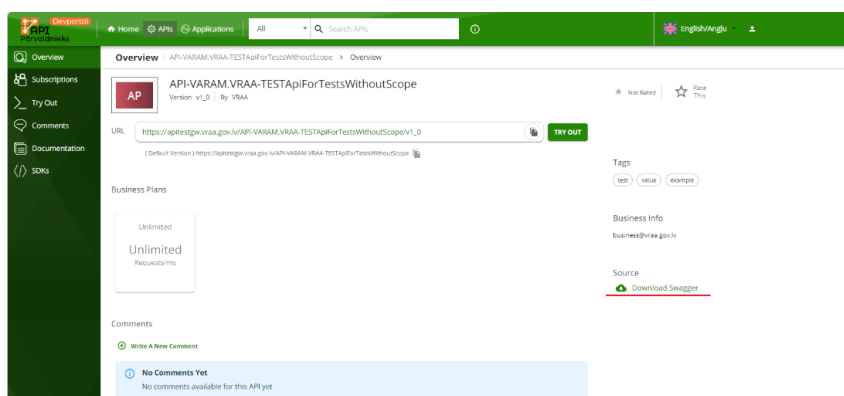 Devportal
API
Pārvaldnieks
Home
APIs
Applications
All
Search APIs
English/Angļu
Overview
Subscriptions
Try Out
Comments
Documentation
SDKs
Overview
API-VARAM.VRAA-TESTApiForTestsWithoutScope > Overview
AP
API-VARAM.VRAA-TESTApiForTestsWithoutScope
Version v1_0 | By VRAA
Not Rated
Rate
This
URL
https://apitestgw.vraa.gov.lv/API-VARAM.VRAA-TESTApiForTestsWithoutScope/v1_0
TRY OUT
( Default Version ) https://apitestgw.vraa.gov.lv/API-VARAM.VRAA-TESTApiForTestsWithoutScope
Business Plans
Unlimited
Unlimited
Requests/ms
Tags
test
value
example
Business Info
business@vraa.gov.lv
Source
Download Swagger
Comments
Write A New Comment
No Comments Yet
No comments available for this API yet